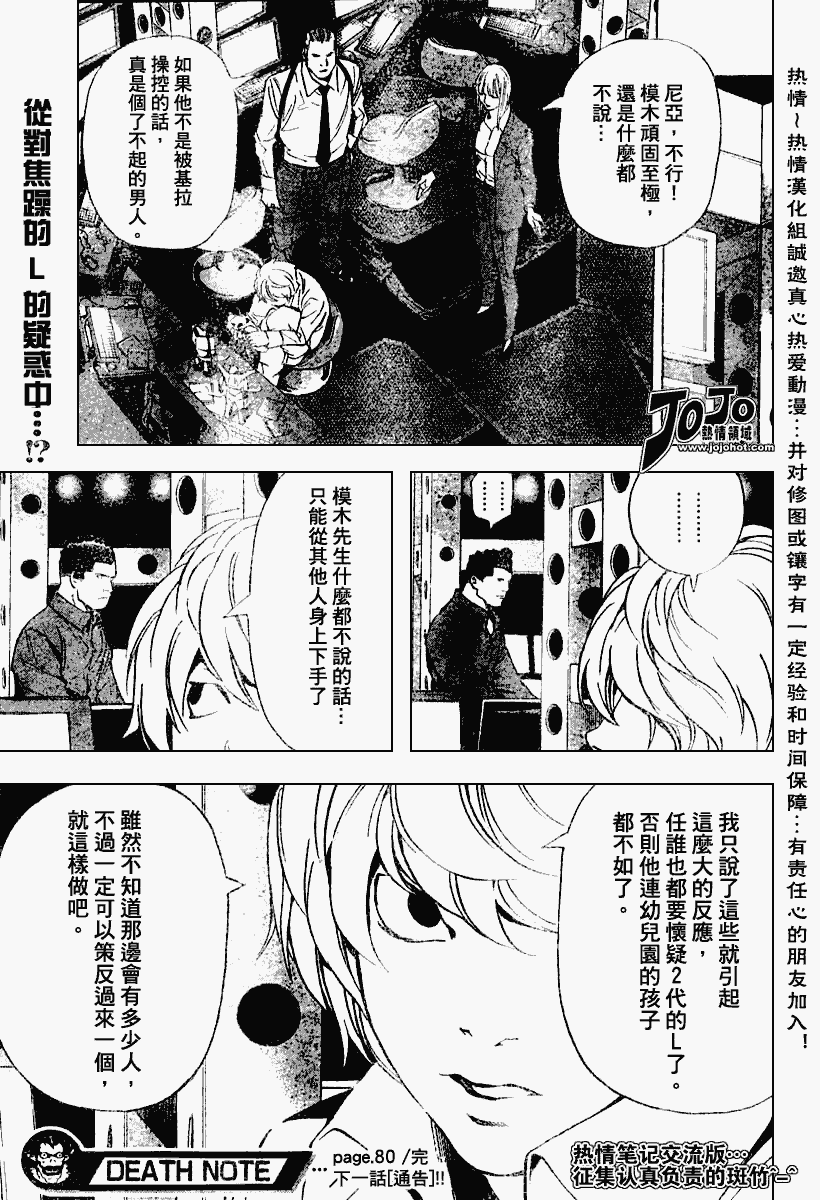 尼亞，不行！
模木頑固至極，
還是什麼都
不說…
如果他不是被基拉
操控的話，
真是個了不起的男人。
從對焦躁的L的疑惑中…!?
JOJO
熱情領域
www.jojohot.com
………
………
模木先生什麼都不說的話…
只能從其他人身上下手了
我只說了這些就引起
這麼大的反應，
任誰也都要懷疑2代的L了。
否則他連幼兒園的孩子
都不如了。
雖然不知道那邊會有多少人，
不過一定可以策反過來一個，
就這樣做吧。
DEATH NOTE
… page.80 /完
下一話[通告]!!
热情笔记交流版…
征集认真负责的斑竹^-^
热情～热情漢化組誠邀真心热爱動漫…并对修图或镶字有一定经验和时间保障…有责任心的朋友加入！